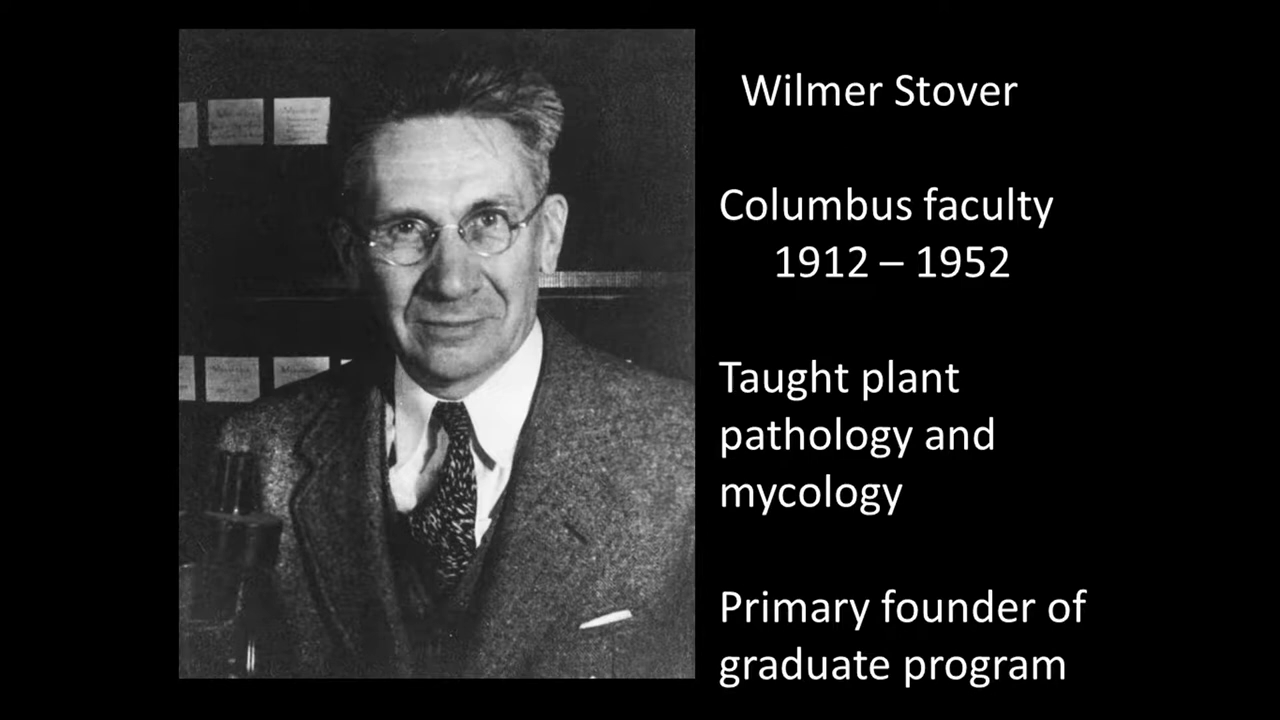 Wilmer Stover
Columbus faculty
1912 – 1952
Taught plant
pathology and
mycology
Primary founder of
graduate program